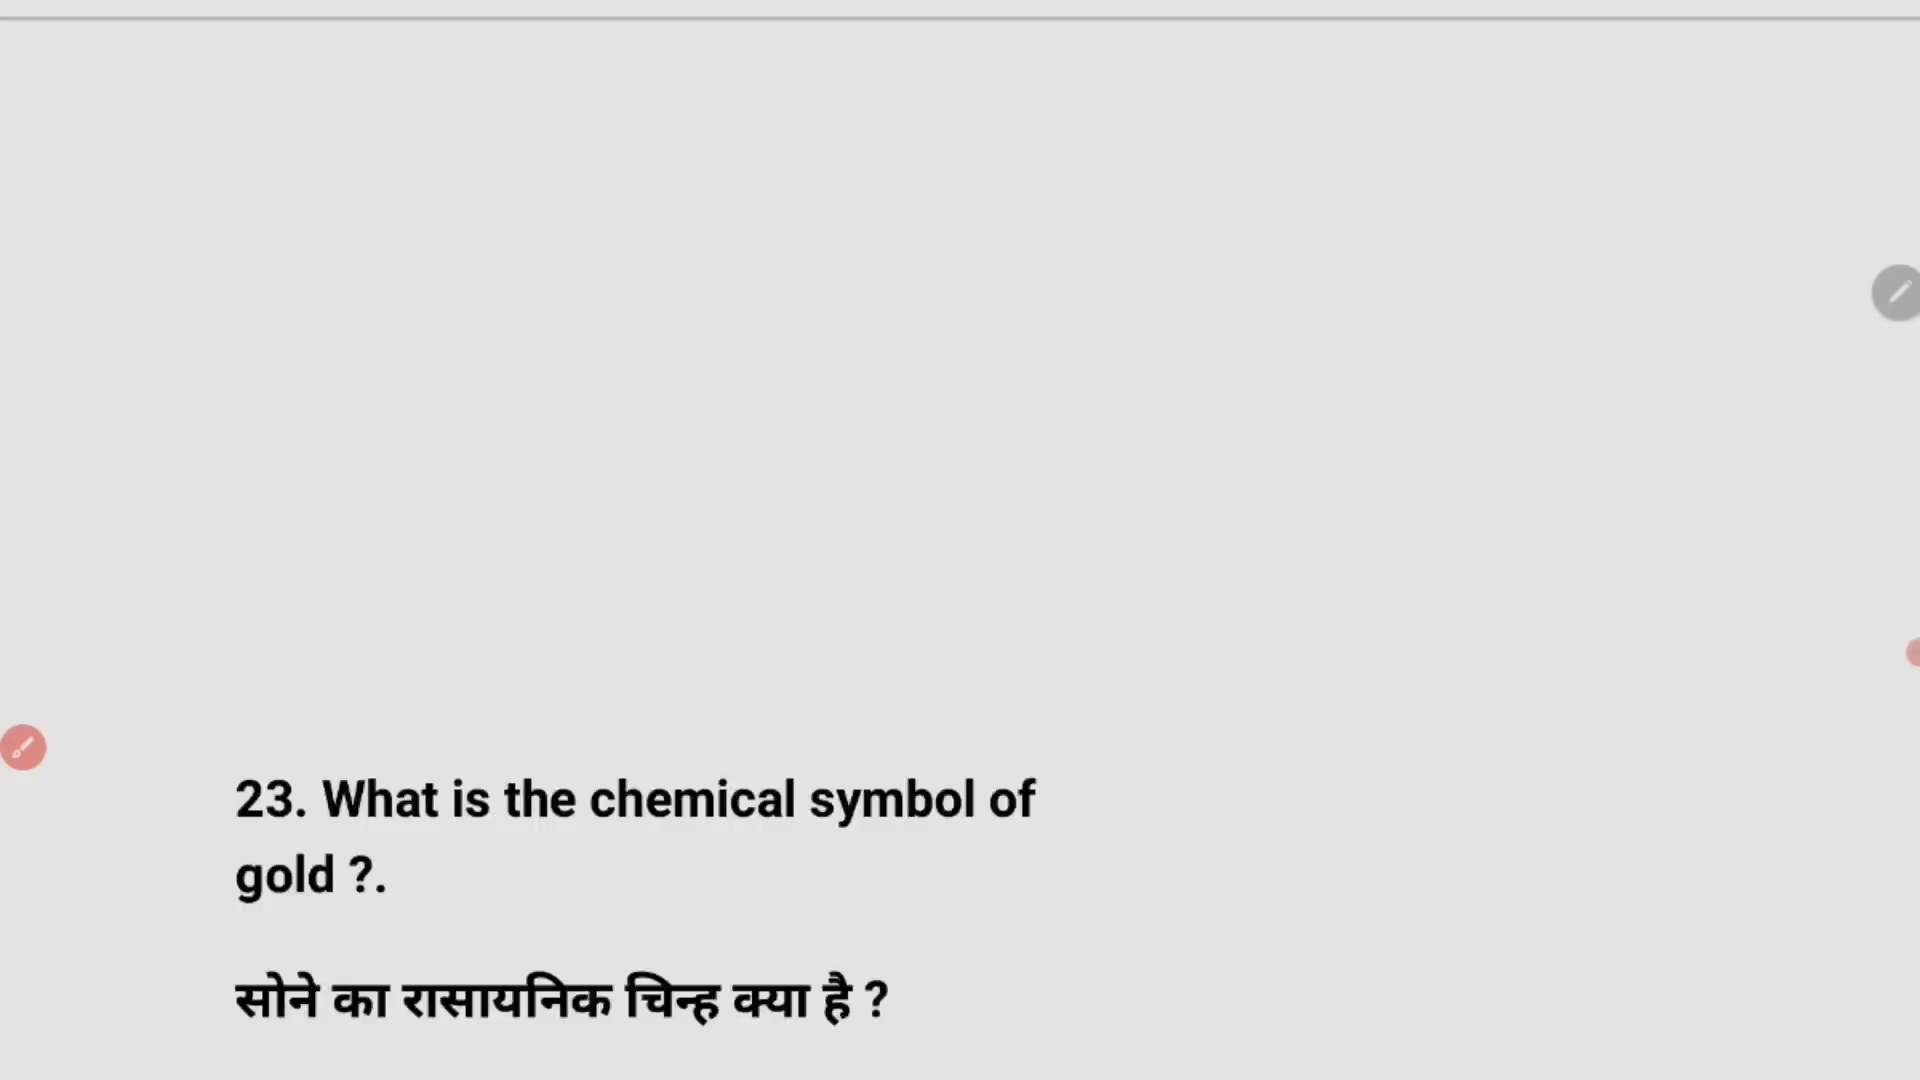 23. What is the chemical symbol of
gold ?.
सोने का रासायनिक चिन्ह क्या है ?